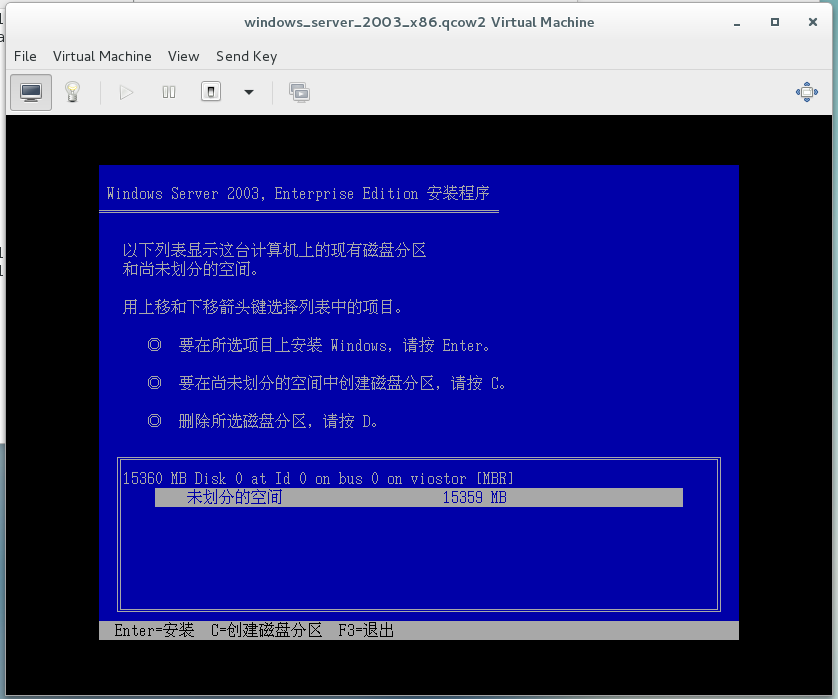 windows_server_2003_x86.qcow2 Virtual Machine
File Virtual Machine View Send Key
Windows Server 2003, Enterprise Edition 安装程序
以下列表显示这台计算机上的现有磁盘分区
和尚未划分的空间。
用上移和下移箭头键选择列表中的项目。
◎ 要在所选项目上安装 Windows，请按 Enter。
◎ 要在尚未划分的空间中创建磁盘分区，请按 C。
◎ 删除所选磁盘分区，请按 D。
15360 MB Disk 0 at Id 0 on bus 0 on viostor [MBR]
未划分的空间 15359 MB
Enter=安装 C=创建磁盘分区 F3=退出